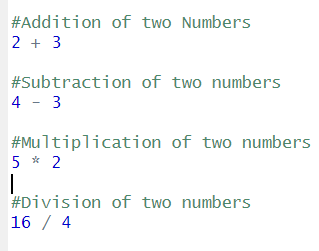 #Addition of two Numbers
2 + 3
#Subtraction of two numbers
4 - 3
#Multiplication of two numbers
5 * 2
#Division of two numbers
16 / 4